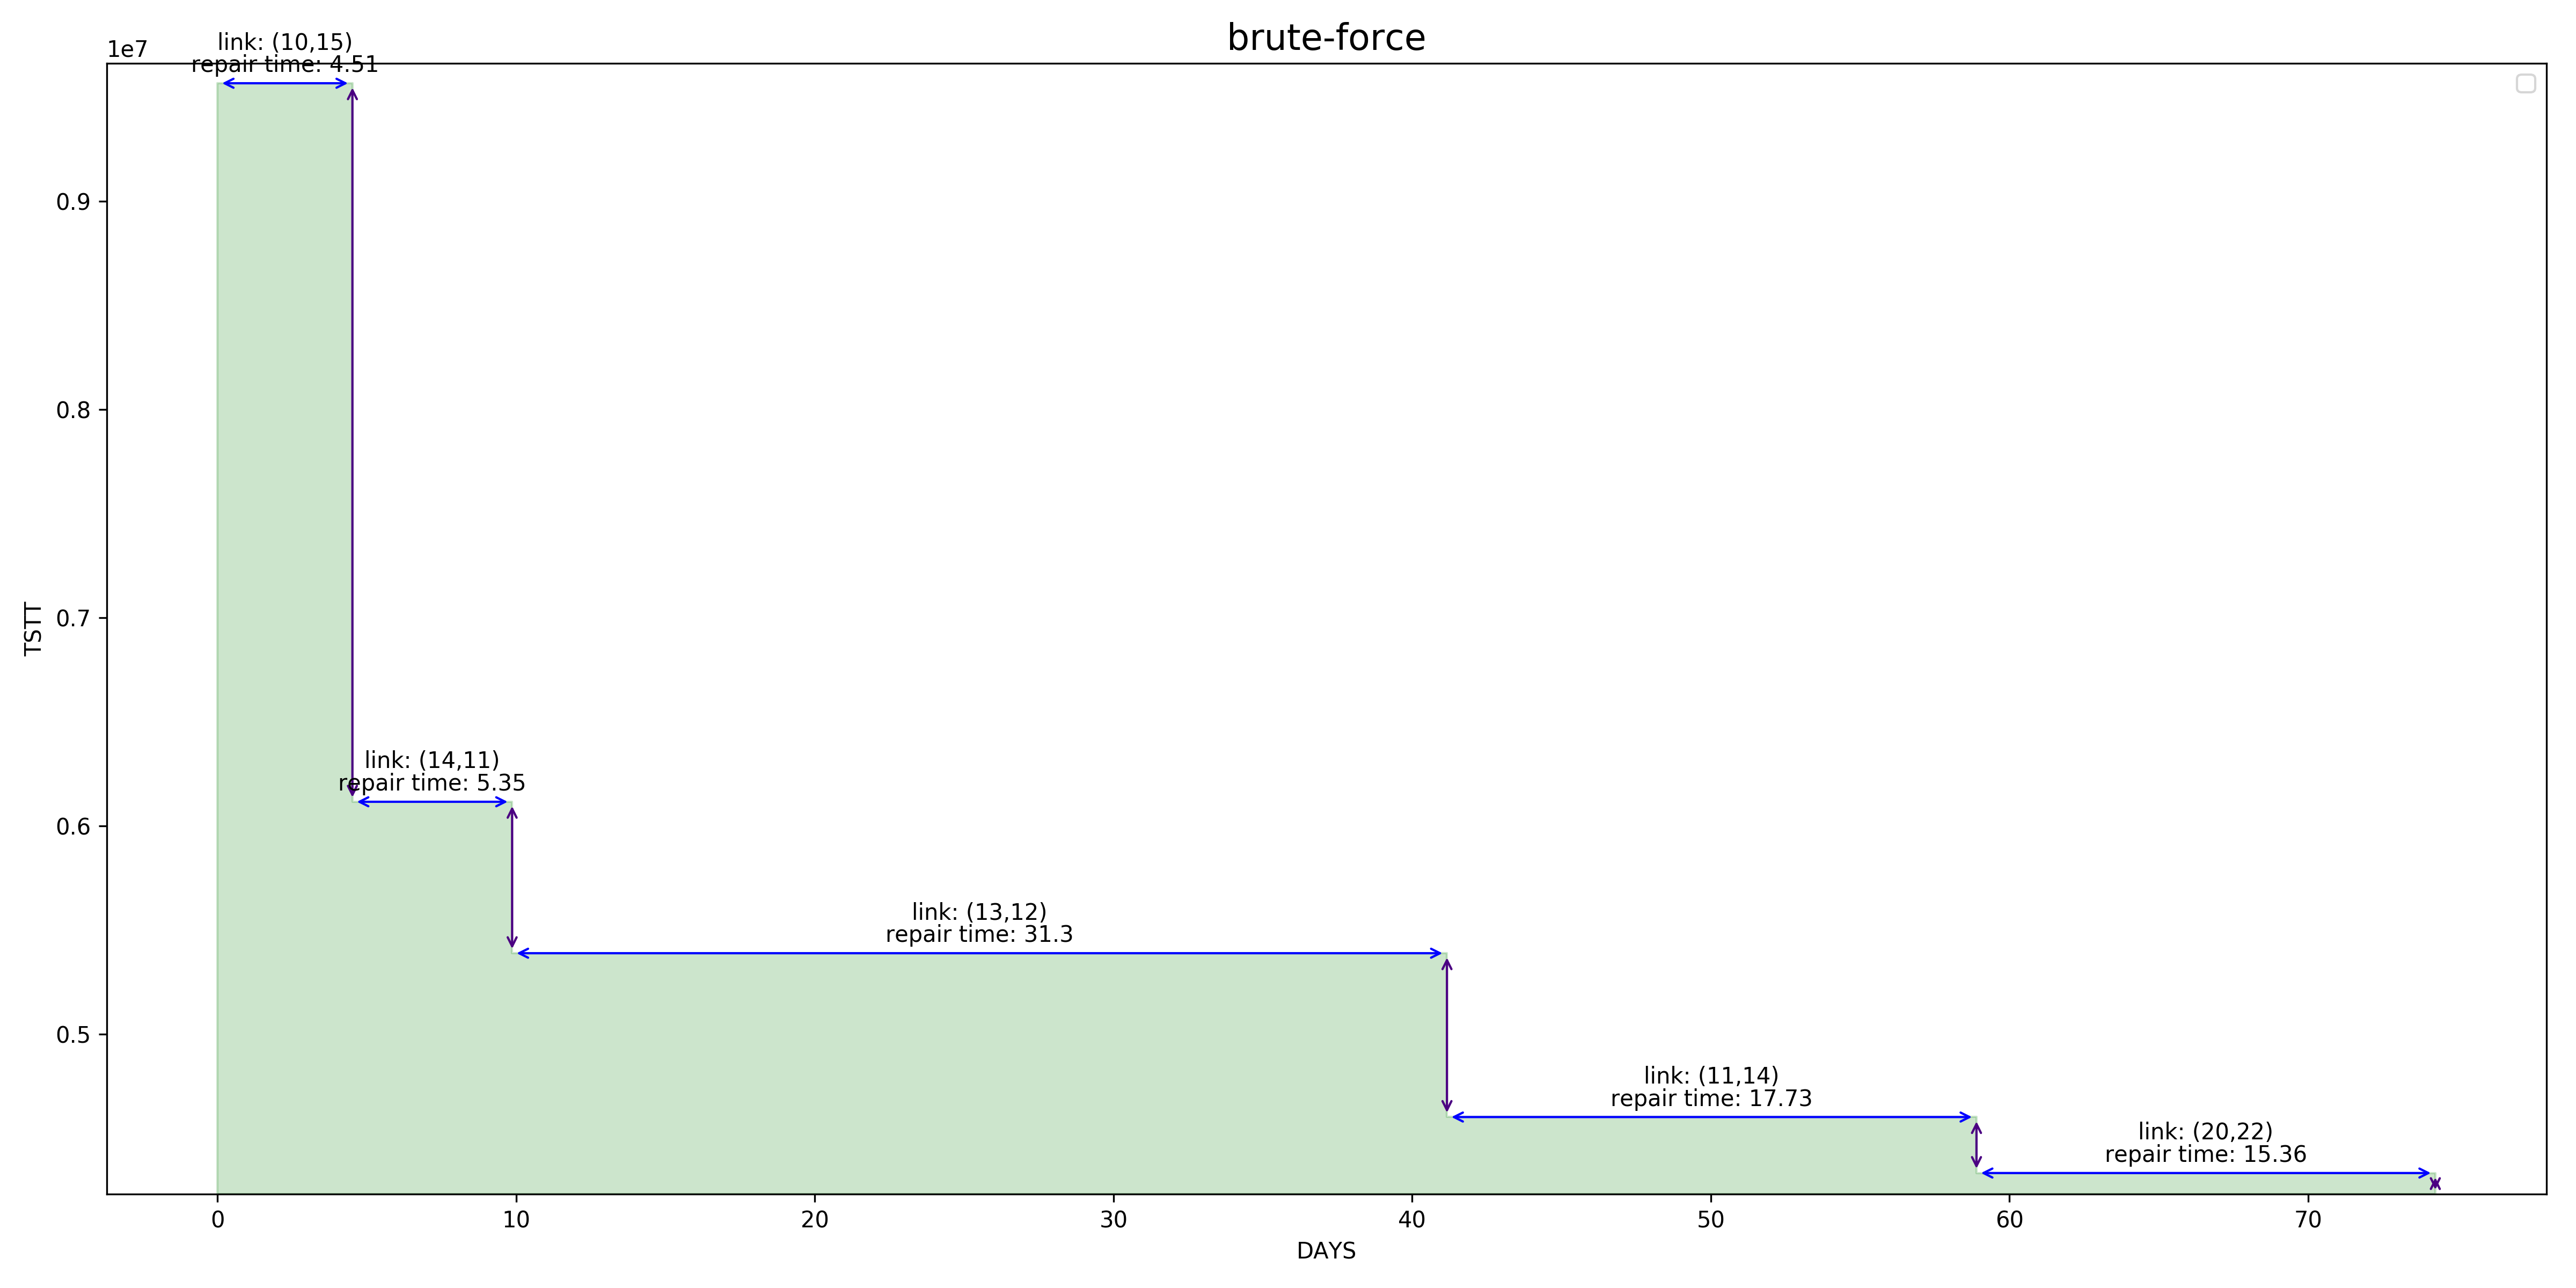 brute-force
1e7
link: (10,15)
repair time: 4.51
0.9
0.8
0.7
0.6
0.5
TSTT
link: (14,11)
repair time: 5.35
link: (13,12)
repair time: 31.3
link: (11,14)
repair time: 17.73
link: (20,22)
repair time: 15.36
0 10 20 30 40 50 60 70
DAYS